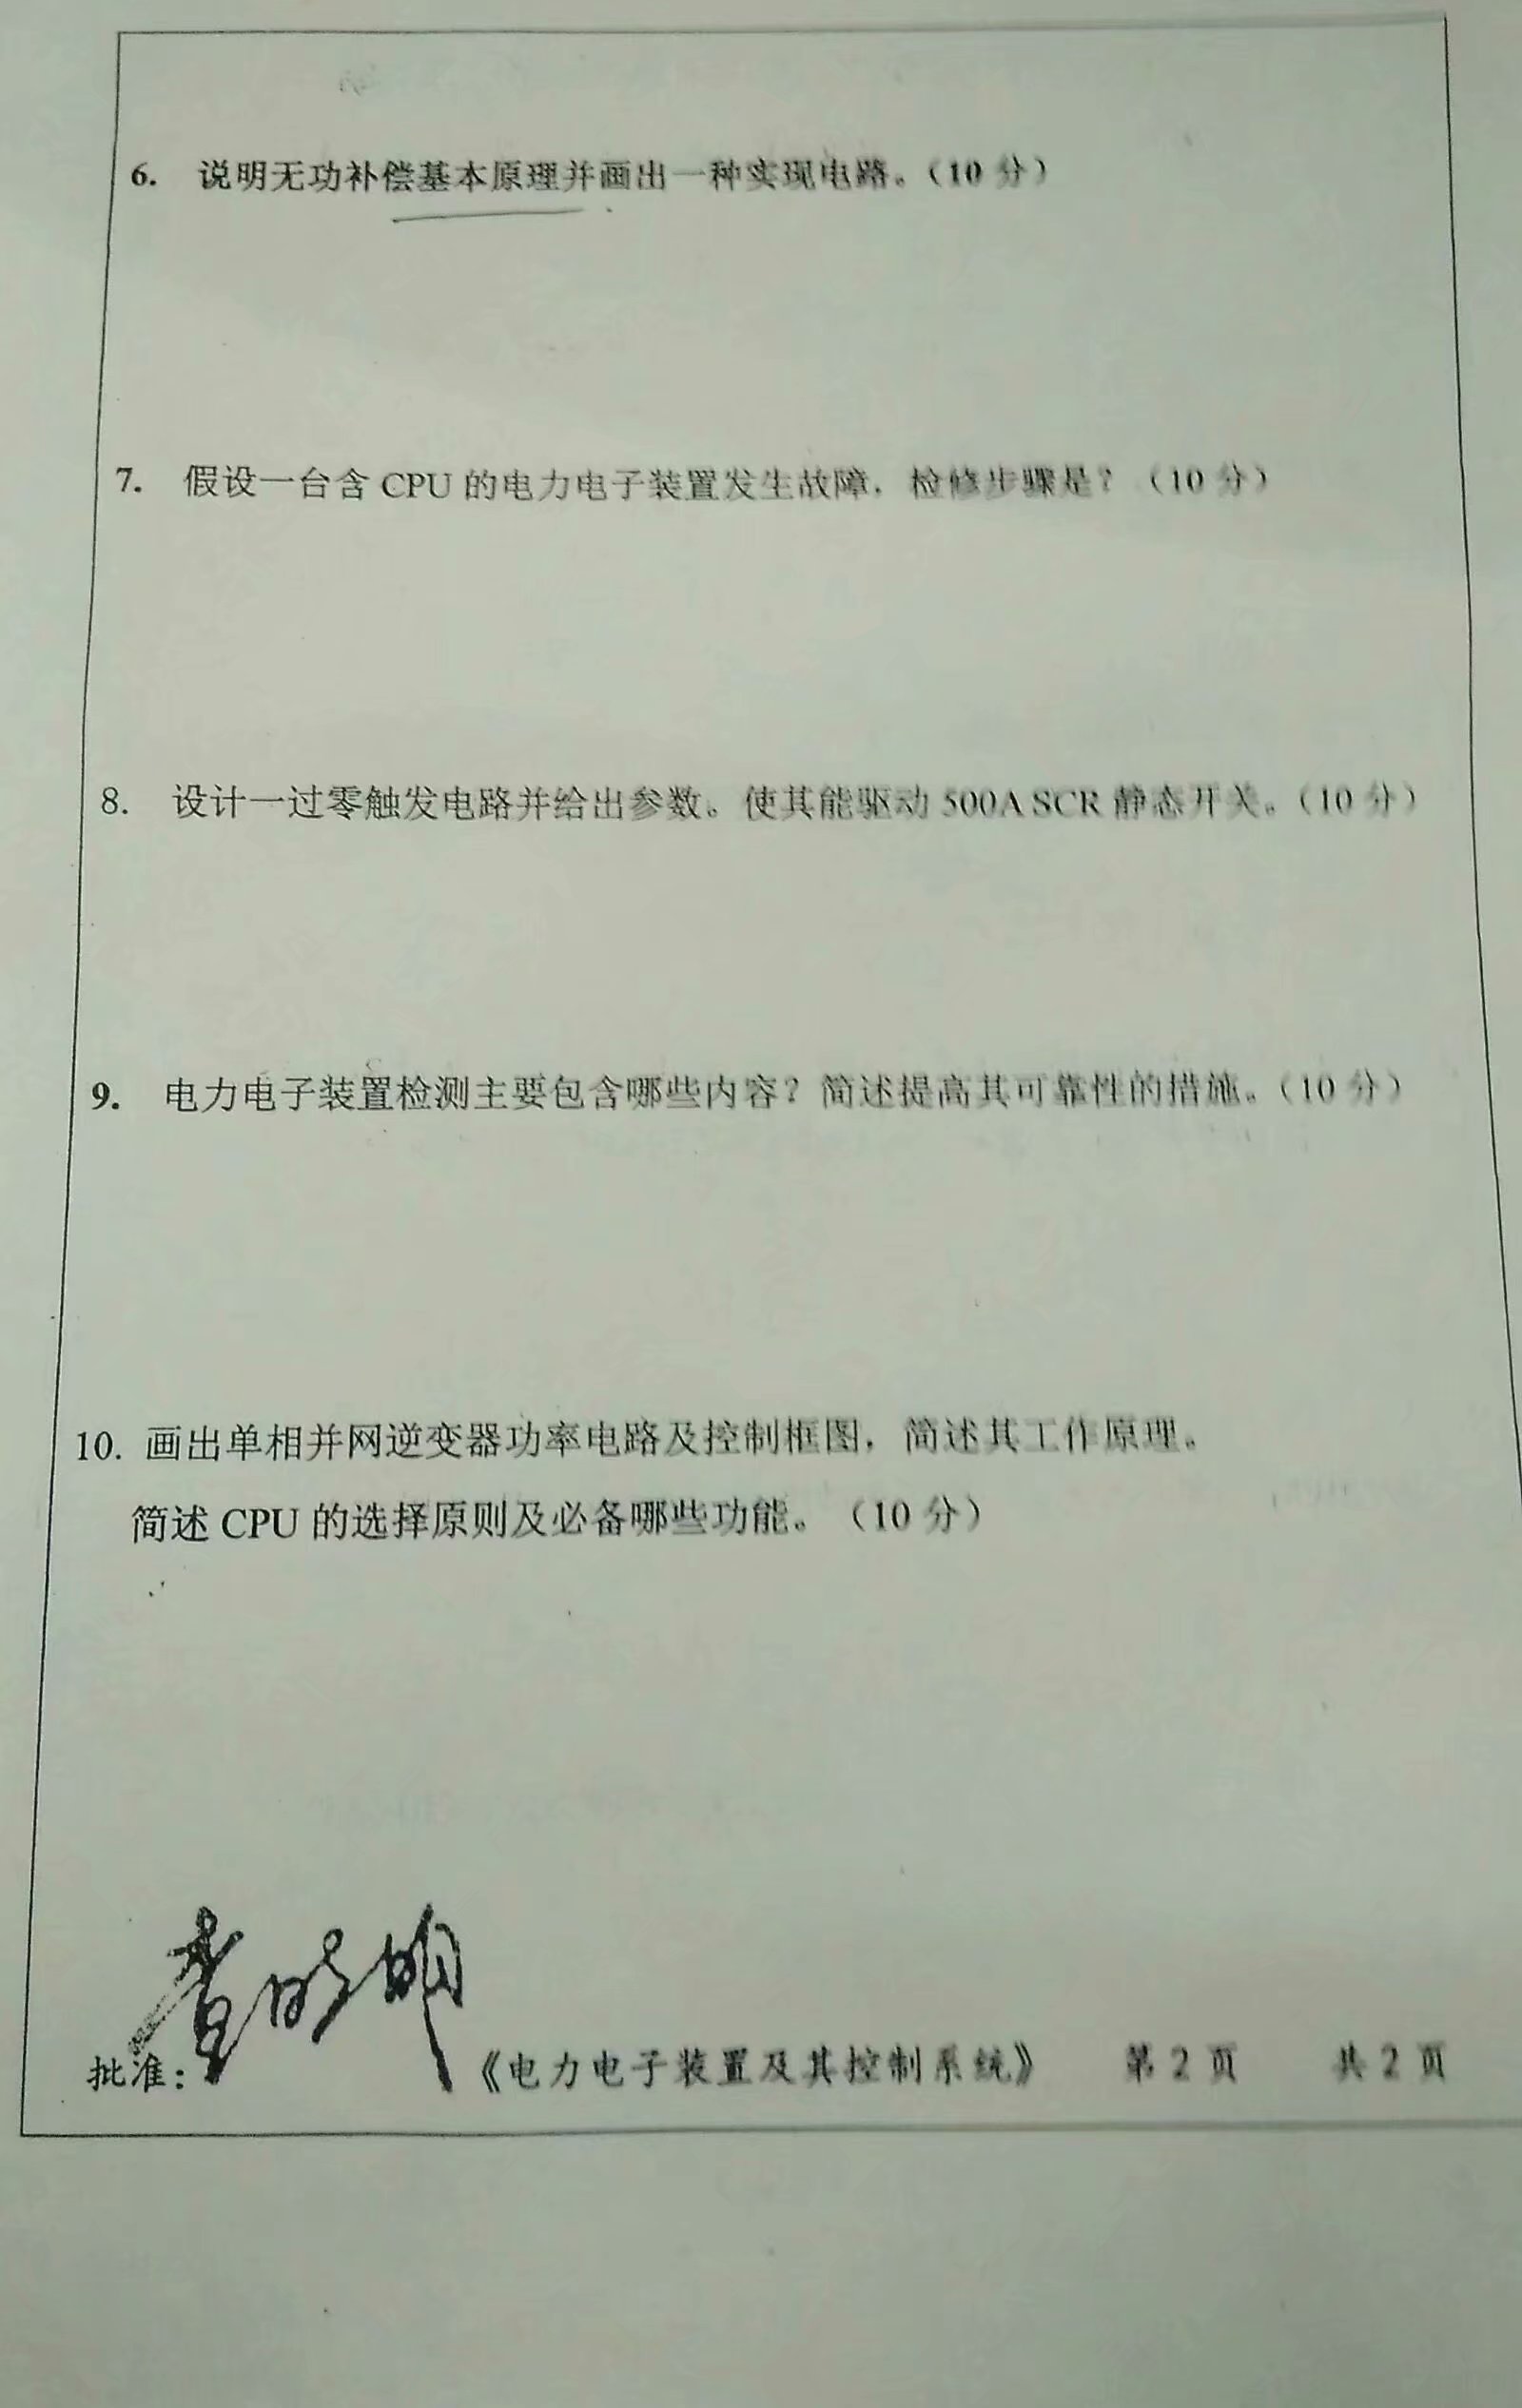 6. 说明无功补偿基本原理并画出一种实现电路。（10 分）
7. 假设一台含 CPU 的电力电子装置发生故障，检修步骤是？（10 分）
8. 设计一过零触发电路并给出参数。使其能驱动 500A SCR 静态开关。（10 分）
9. 电力电子装置检测主要包含哪些内容？简述提高其可靠性的措施。（10 分）
10. 画出单相并网逆变器功率电路及控制框图，简述其工作原理。
简述 CPU 的选择原则及必备哪些功能。（10 分）
批准： 《电力电子装置及其控制系统》 第 2 页 共 2 页